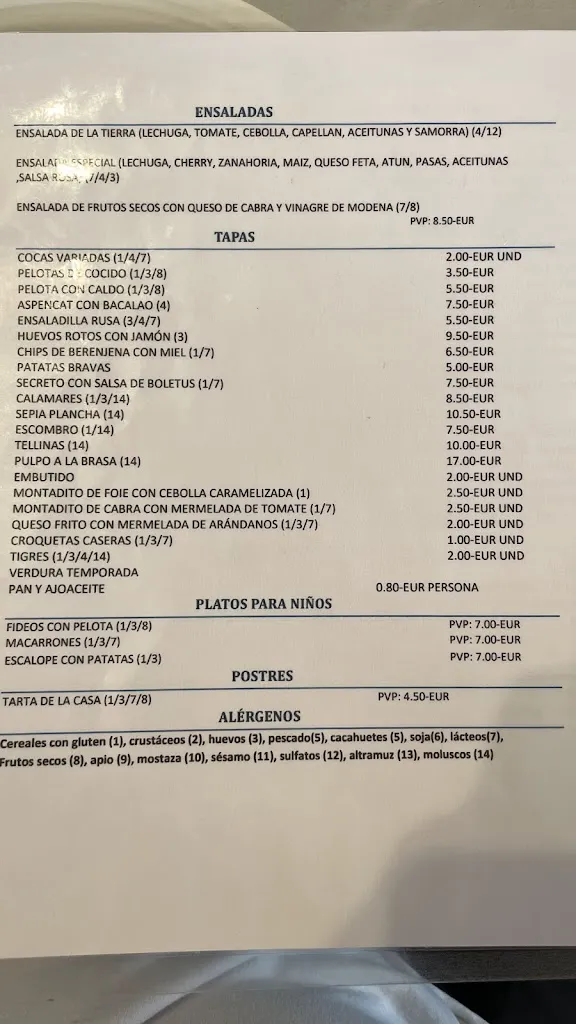 ENSALADAS
ENSALADA DE LA TIERRA (LECHUGA, TOMATE, CEBOLLA, CAPELLAN, ACEITUNAS Y SAMORRA) (4/12)
ENSALADA ESPECIAL (LECHUGA, CHERRY, ZANAHORIA, MAIZ, QUESO FETA, ATUN, PASAS, ACEITUNAS
,SALSA ROSA) (7/4/3)
ENSALADA DE FRUTOS SECOS CON QUESO DE CABRA Y VINAGRE DE MODENA (7/8)
PVP: 8.50-EUR
TAPAS
COCAS VARIADAS (1/4/7) 2.00-EUR UND
PELOTAS DE COCIDO (1/3/8) 3.50-EUR
PELOTA CON CALDO (1/3/8) 5.50-EUR
ASPENCAT CON BACALAO (4) 7.50-EUR
ENSALADILLA RUSA (3/4/7) 5.50-EUR
HUEVOS ROTOS CON JAMÓN (3) 9.50-EUR
CHIPS DE BERENJENA CON MIEL (1/7) 6.50-EUR
PATATAS BRAVAS 5.00-EUR
SECRETO CON SALSA DE BOLETUS (1/7) 7.50-EUR
CALAMARES (1/3/14) 8.50-EUR
SEPIA PLANCHA (14) 10.50-EUR
ESCOMBRO (1/14) 7.50-EUR
TELLINAS (14) 10.00-EUR
PULPO A LA BRASA (14) 17.00-EUR
EMBUTIDO 2.00-EUR UND
MONTADITO DE FOIE CON CEBOLLA CARAMELIZADA (1) 2.50-EUR UND
MONTADITO DE CABRA CON MERMELADA DE TOMATE (1/7) 2.50-EUR UND
QUESO FRITO CON MERMELADA DE ARÁNDANOS (1/3/7) 2.00-EUR UND
CROQUETAS CASERAS (1/3/7) 1.00-EUR UND
TIGRES (1/3/4/14) 2.00-EUR UND
VERDURA TEMPORADA
PAN Y AJOACEITE 0.80-EUR PERSONA
PLATOS PARA NIÑOS
FIDEOS CON PELOTA (1/3/8) PVP: 7.00-EUR
MACARRONES (1/3/7) PVP: 7.00-EUR
ESCALOPE CON PATATAS (1/3) PVP: 7.00-EUR
POSTRES
TARTA DE LA CASA (1/3/7/8) PVP: 4.50-EUR
ALÉRGENOS
Cereales con gluten (1), crustáceos (2), huevos (3), pescado(5), cacahuetes (5), soja(6), lácteos(7),
Frutos secos (8), apio (9), mostaza (10), sésamo (11), sulfatos (12), altramuz (13), moluscos (14)